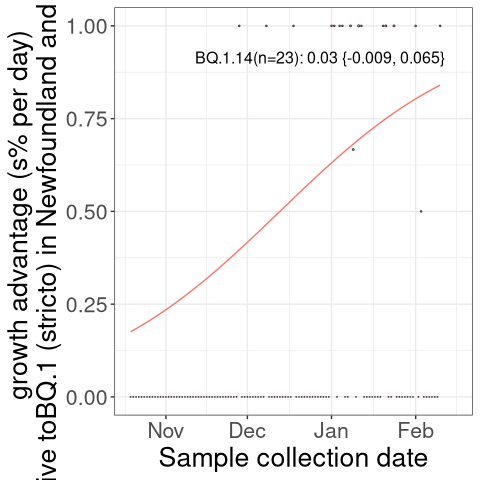 growth advantage (s% per day)
ive toBQ.1 (stricto) in Newfoundland and
1.00
0.75
0.50
0.25
0.00
BQ.1.14(n=23): 0.03 {-0.009, 0.065}
Nov Dec Jan Feb
Sample collection date